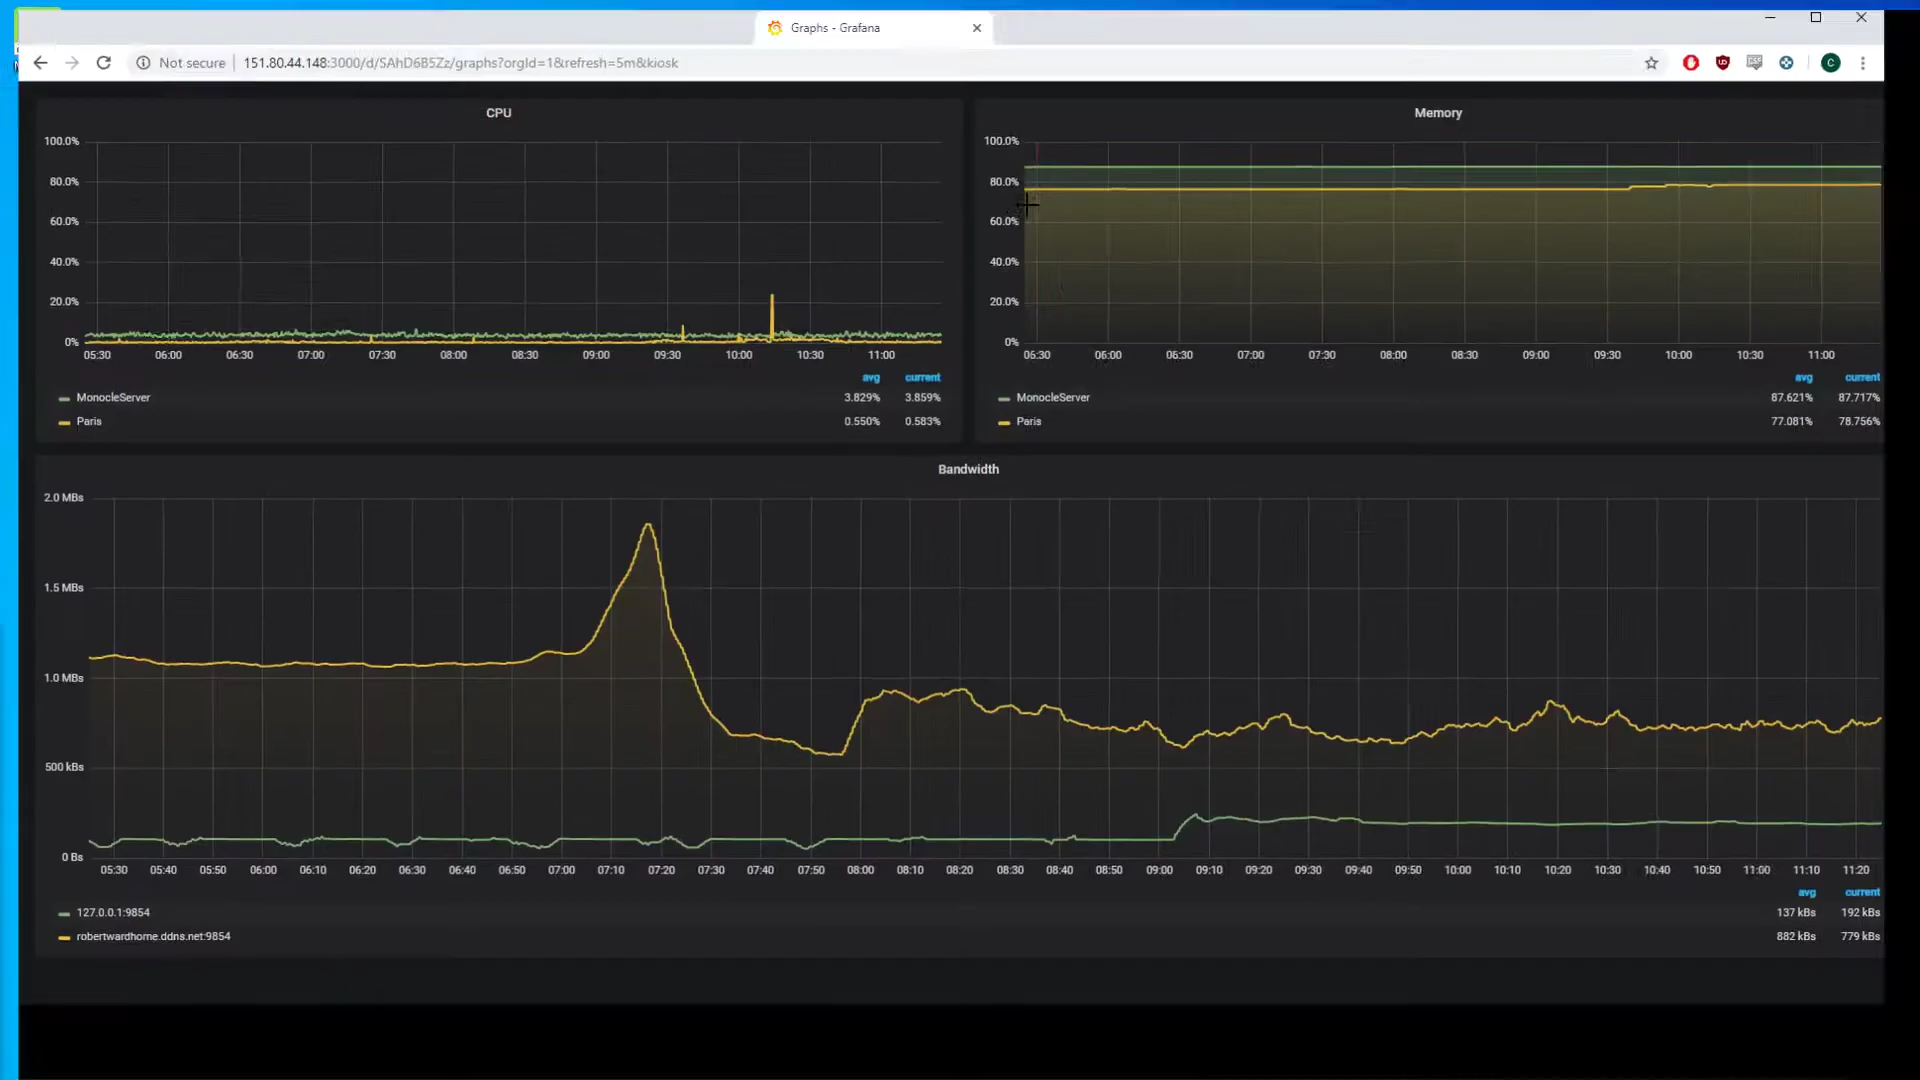 Graphs - Grafana
Not secure
151.80.44.148:3000/d/SAhD6B5Zz/graphs?orgId=1&refresh=5m&kiosk
C
CPU
100.0%
80.0%
60.0%
40.0%
20.0%
0%
05:30 06:00 06:30 07:00 07:30 08:00 08:30 09:00 09:30 10:00 10:30 11:00
avg current
MonocleServer 3.829% 3.859%
Paris 0.550% 0.583%
Memory
100.0%
80.0%
60.0%
40.0%
20.0%
0%
05:30 06:00 06:30 07:00 07:30 08:00 08:30 09:00 09:30 10:00 10:30 11:00
avg current
MonocleServer 87.621% 87.717%
Paris 77.081% 78.756%
Bandwidth
2.0 MBs
1.5 MBs
1.0 MBs
500 kBs
0 Bs
05:30 05:40 05:50 06:00 06:10 06:20 06:30 06:40 06:50 07:00 07:10 07:20 07:30 07:40 07:50 08:00 08:10 08:20 08:30 08:40 08:50 09:00 09:10 09:20 09:30 09:40 09:50 10:00 10:10 10:20 10:30 10:40 10:50 11:00 11:10 11:20
avg current
127.0.0.1:9854 137 kBs 192 kBs
robertwardhome.ddns.net:9854 882 kBs 779 kBs